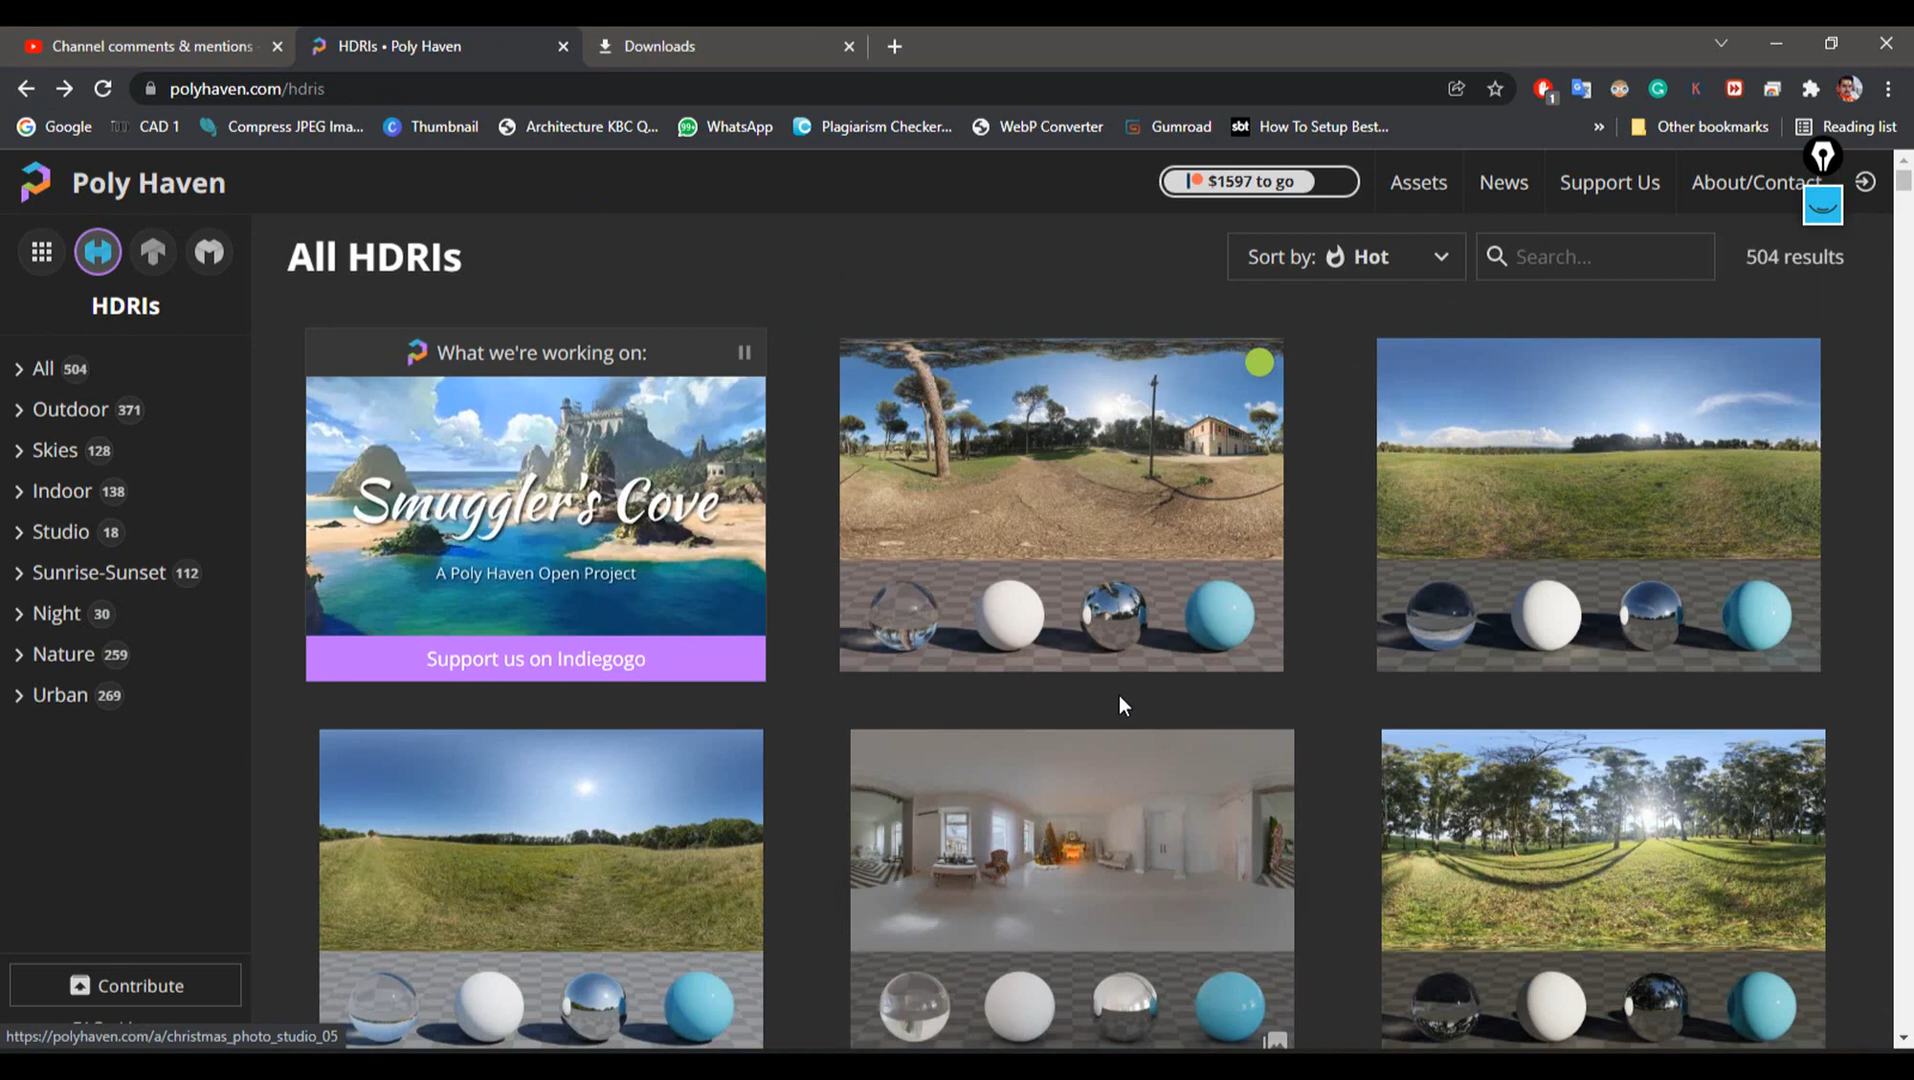 Channel comments & mentions
HDRIs • Poly Haven
Downloads
polyhaven.com/hdris
1
Google
CAD 1
Compress JPEG Ima...
Thumbnail
Architecture KBC Q...
99+
WhatsApp
Plagiarism Checker...
WebP Converter
Gumroad
sbt
How To Setup Best...
»
Other bookmarks
Reading list
Poly Haven
$1597 to go
Assets
News
Support Us
About/Contact
HDRIs
All HDRIs
Sort by: Hot
Search...
504 results
All 504
Outdoor 371
Skies 128
Indoor 138
Studio 18
Sunrise-Sunset 112
Night 30
Nature 259
Urban 269
What we're working on:
Smuggler's Cove
A Poly Haven Open Project
Support us on Indiegogo
Contribute
https://polyhaven.com/a/christmas_photo_studio_05